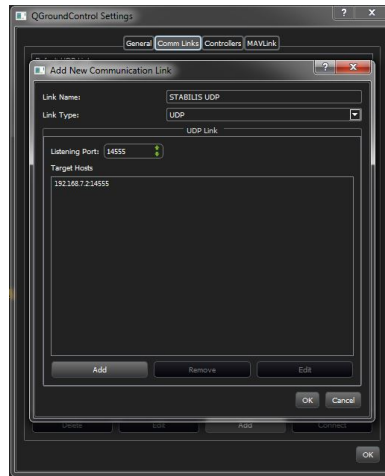 QGroundControl Settings
General Comm Links Controllers MAVLink
Add New Communication Link
Link Name: STABILIS UDP
Link Type: UDP
UDP Link
Listening Port: 14555
Target Hosts
192.168.7.2:14555
Add Remove Edit
OK Cancel
Delete Edit Add Connect
OK